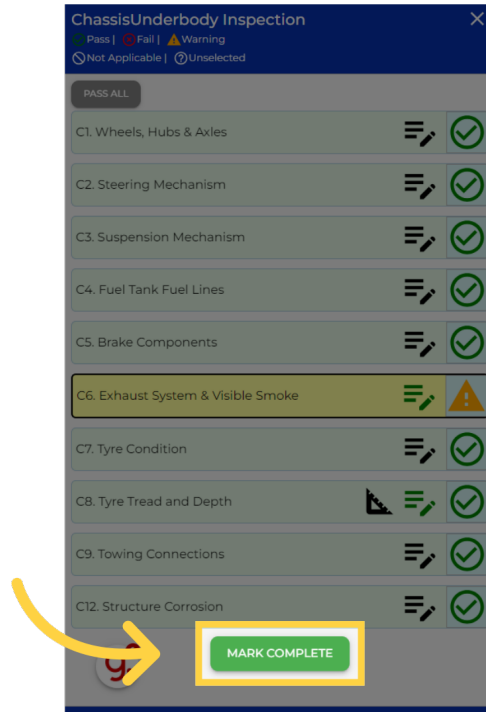 ChassisUnderbody Inspection
Pass | Fail | Warning
Not Applicable | Unselected
PASS ALL
C1. Wheels, Hubs & Axles
C2. Steering Mechanism
C3. Suspension Mechanism
C4. Fuel Tank Fuel Lines
C5. Brake Components
C6. Exhaust System & Visible Smoke
C7. Tyre Condition
C8. Tyre Tread and Depth
C9. Towing Connections
C12. Structure Corrosion
MARK COMPLETE